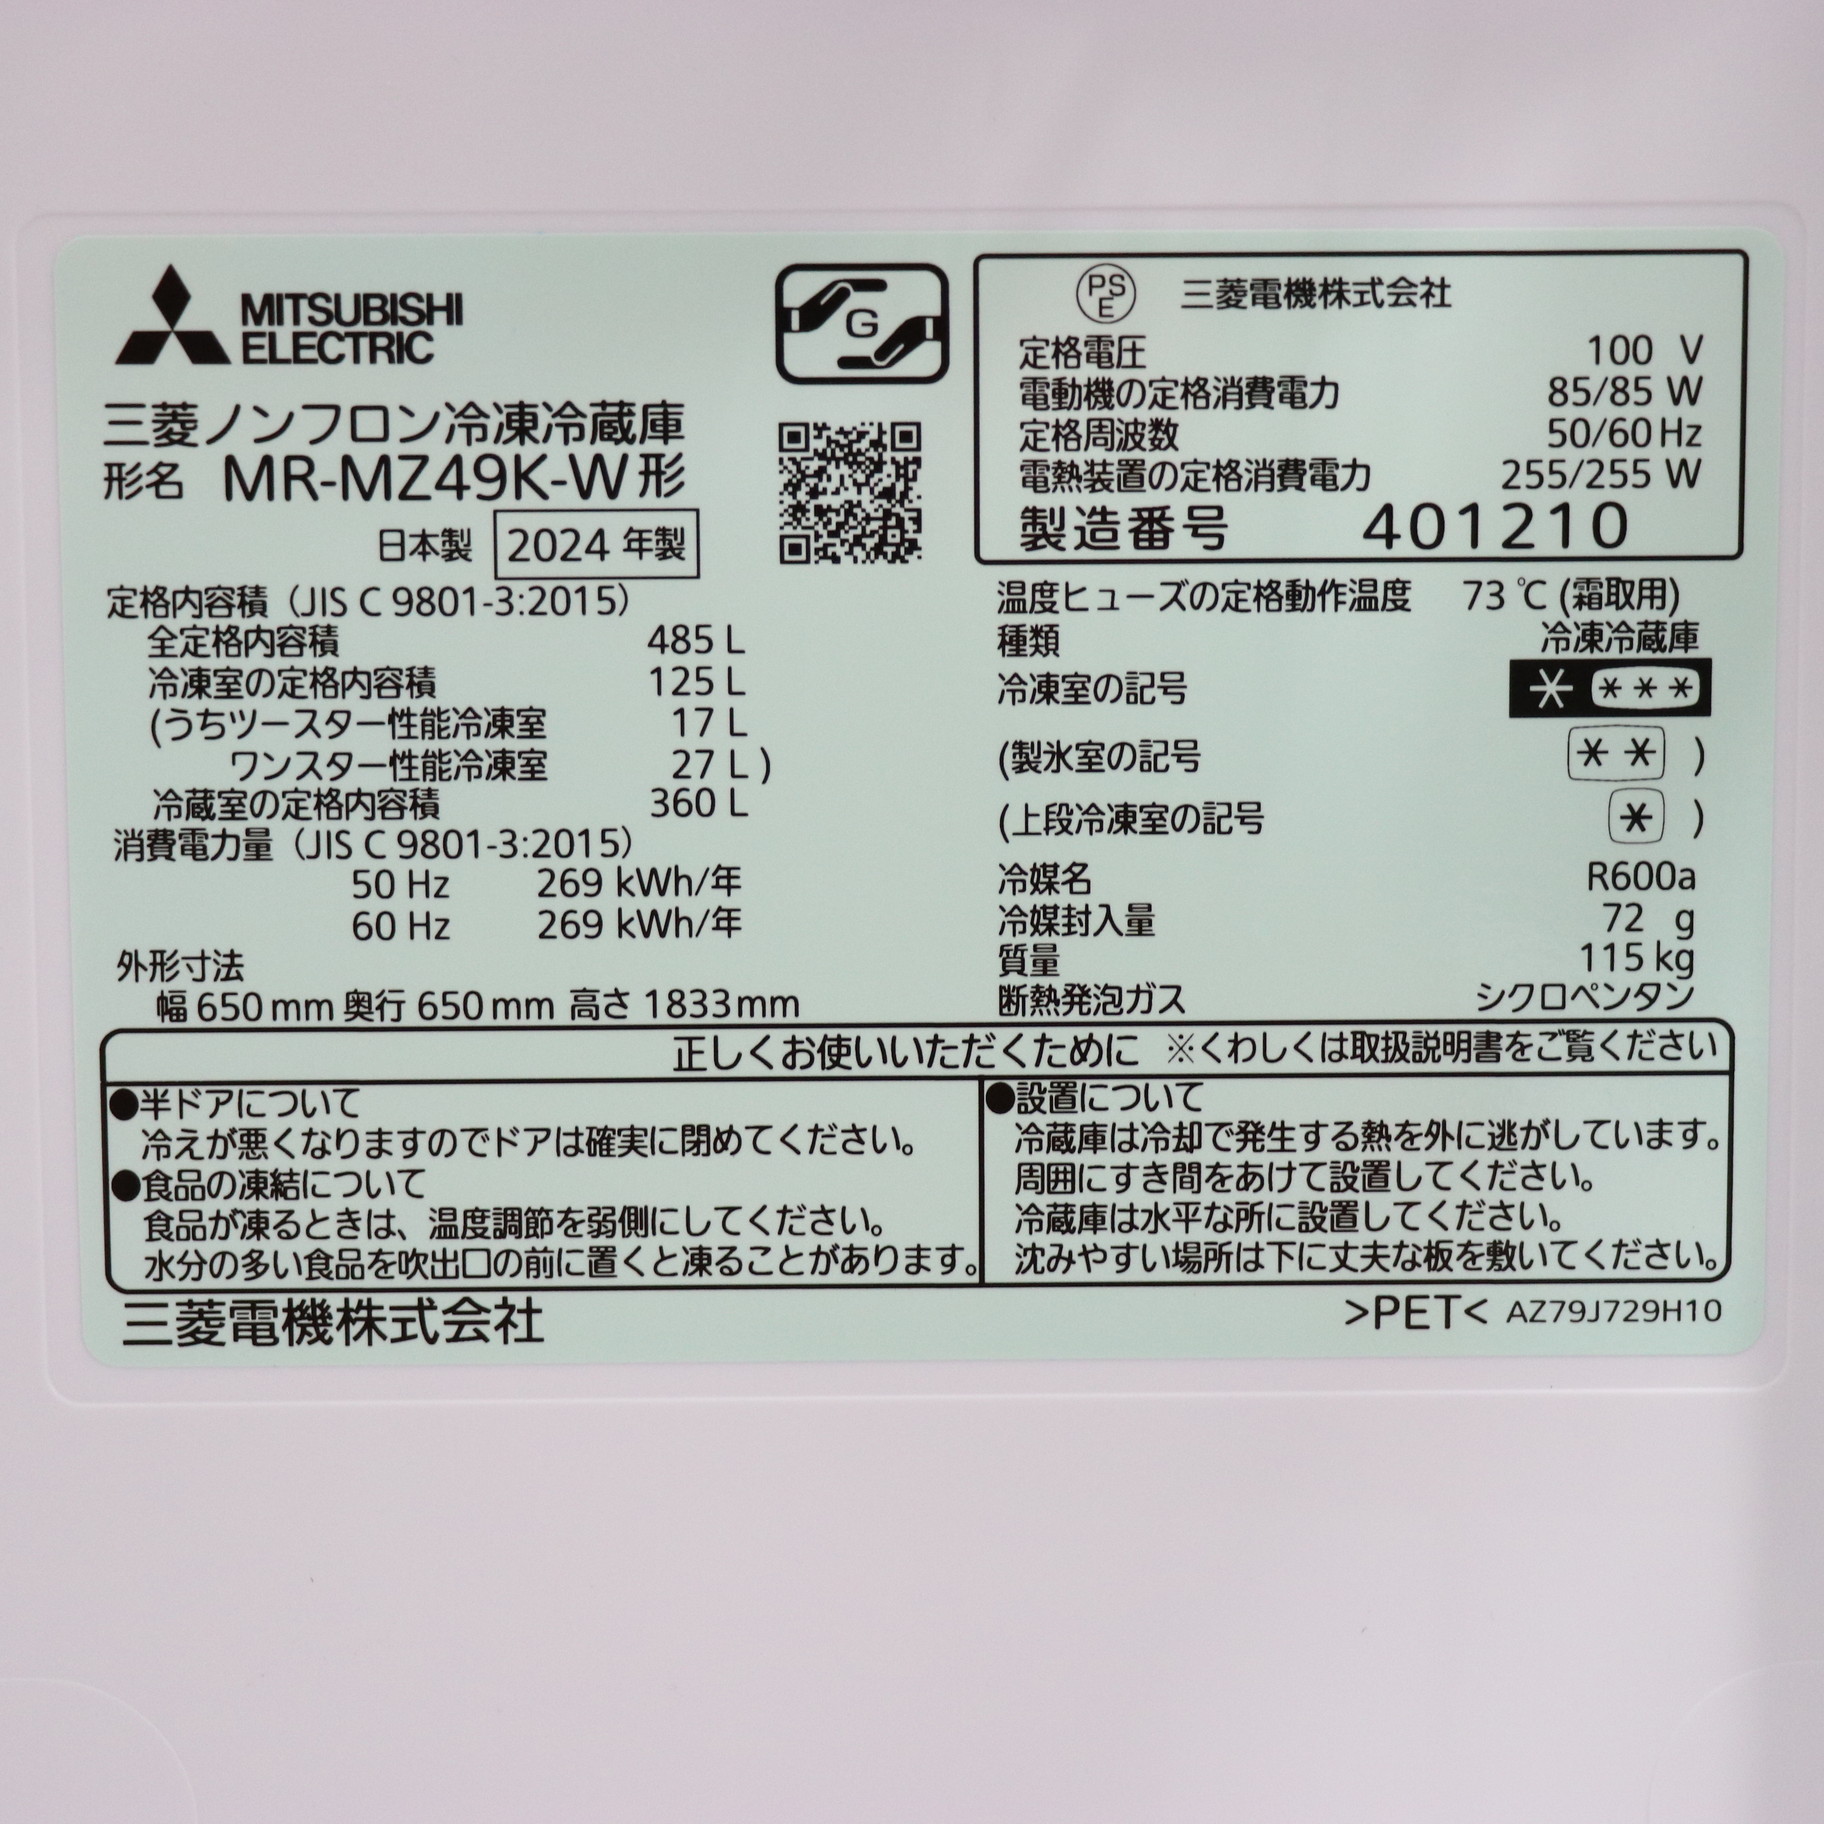 MITSUBISHI
ELECTRIC
G
三菱ノンフロン冷凍冷蔵庫
形名 MR-MZ49K-W形
日本製 2024 年製
定格内容積（JIS C 9801-3:2015）
全定格内容積 485 L
冷凍室の定格内容積 125 L
(うちツースター性能冷凍室 17 L
ワンスター性能冷凍室 27 L )
冷蔵室の定格内容積 360 L
消費電力量（JIS C 9801-3:2015）
50 Hz 269 kWh/年
60 Hz 269 kWh/年
外形寸法
幅 650 mm 奥行 650 mm 高さ 1833 mm
PS
E
三菱電機株式会社
定格電圧 100 V
電動機の定格消費電力 85/85 W
定格周波数 50/60 Hz
電熱装置の定格消費電力 255/255 W
製造番号 401210
温度ヒューズの定格動作温度 73 ℃ (霜取用)
種類 冷凍冷蔵庫
冷凍室の記号 * ***
(製氷室の記号 ** )
(上段冷凍室の記号 * )
冷媒名 R600a
冷媒封入量 72 g
質量 115 kg
断熱発泡ガス シクロペンタン
正しくお使いいただくために ※くわしくは取扱説明書をご覧ください
●半ドアについて
冷えが悪くなりますのでドアは確実に閉めてください。
●食品の凍結について
食品が凍るときは、温度調節を弱側にしてください。
水分の多い食品を吹出口の前に置くと凍ることがあります。
●設置について
冷蔵庫は冷却で発生する熱を外に逃がしています。
周囲にすき間をあけて設置してください。
冷蔵庫は水平な所に設置してください。
沈みやすい場所は下に丈夫な板を敷いてください。
三菱電機株式会社
>PET< AZ79J729H10